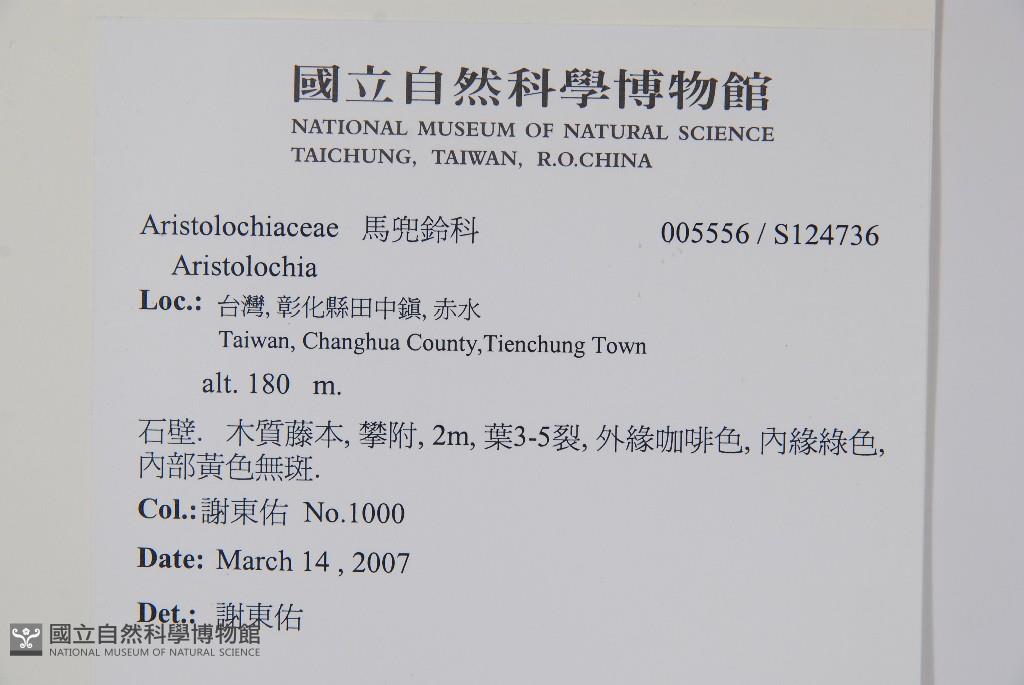 國立自然科學博物館
NATIONAL MUSEUM OF NATURAL SCIENCE
TAICHUNG, TAIWAN, R.O.CHINA
Aristolochiaceae 馬兜鈴科 005556 / S124736
Aristolochia
Loc.: 台灣, 彰化縣田中鎮, 赤水
Taiwan, Changhua County,Tienchung Town
alt. 180 m.
石壁. 木質藤本, 攀附, 2m, 葉3-5裂, 外緣咖啡色, 內緣綠色,
內部黃色無斑.
Col.: 謝東佑 No.1000
Date: March 14 , 2007
Det.: 謝東佑
國立自然科學博物館
NATIONAL MUSEUM OF NATURAL SCIENCE